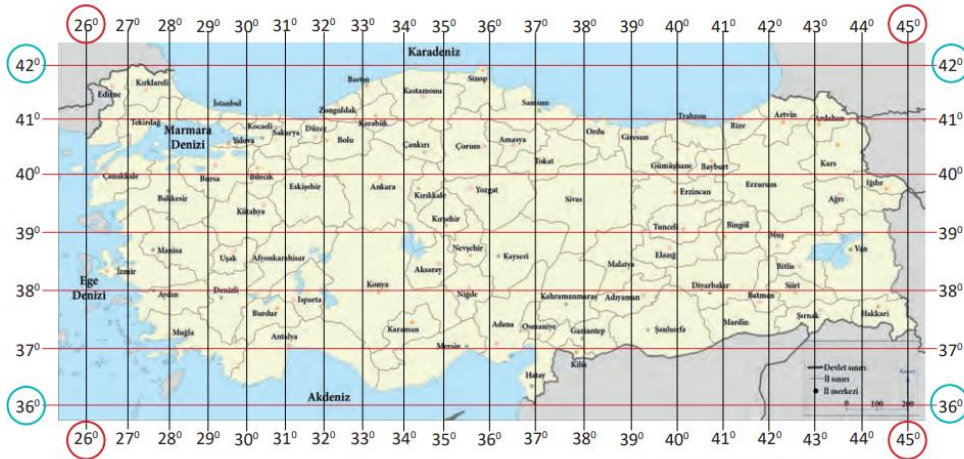 26⁰ 27⁰ 28⁰ 29⁰ 30⁰ 31⁰ 32⁰ 33⁰ 34⁰ 35⁰ 36⁰ 37⁰ 38⁰ 39⁰ 40⁰ 41⁰ 42⁰ 43⁰ 44⁰ 45⁰
Karadeniz
42⁰ 42⁰
Kırklareli Bartın Sinop
Edirne Kastamonu
İstanbul Zonguldak Samsun
Tekirdağ Kocaeli Sakarya Düzce Karabük Ordu Trabzon Rize Artvin Ardahan
41⁰ 41⁰
Marmara
Denizi
Yalova Bolu Çankırı Çorum Amasya Giresun
Tokat Gümüşhane Bayburt Kars
40⁰ 40⁰
Çanakkale Bursa Bilecik Eskişehir Ankara Kırıkkale Yozgat Sivas Erzincan Erzurum Iğdır
Balıkesir Kütahya Kırşehir Tunceli Bingöl Ağrı
39⁰ 39⁰
Manisa Uşak Afyonkarahisar Nevşehir Kayseri Elazığ Muş Van
İzmir Aksaray Malatya Bitlis
Ege
Denizi
38⁰ 38⁰
Aydın Denizli Isparta Konya Niğde Kahramanmaraş Adıyaman Diyarbakır Batman Siirt
Muğla Burdur Antalya Karaman Mersin Adana Osmaniye Gaziantep Şanlıurfa Mardin Şırnak Hakkari
37⁰ 37⁰
Kilis
Hatay
Akdeniz
Devlet sınırı
İl sınırı
İl merkezi
Kuzey
0 100 200
36⁰ 36⁰
26⁰ 27⁰ 28⁰ 29⁰ 30⁰ 31⁰ 32⁰ 33⁰ 34⁰ 35⁰ 36⁰ 37⁰ 38⁰ 39⁰ 40⁰ 41⁰ 42⁰ 43⁰ 44⁰ 45⁰